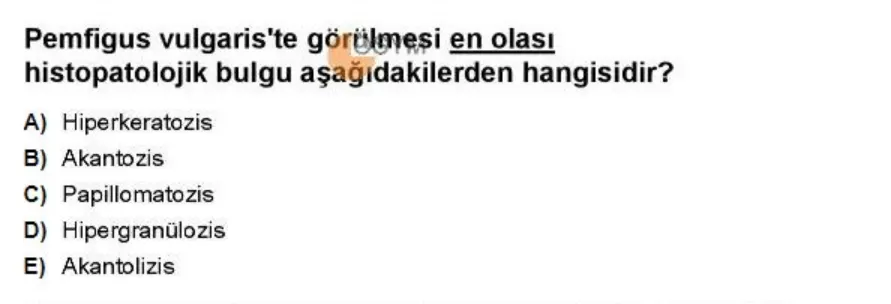 Pemfigus vulgaris'te görülmesi en olası
histopatolojik bulgu aşağıdakilerden hangisidir?
A) Hiperkeratozis
B) Akantozis
C) Papillomatozis
D) Hipergranülozis
E) Akantolizis